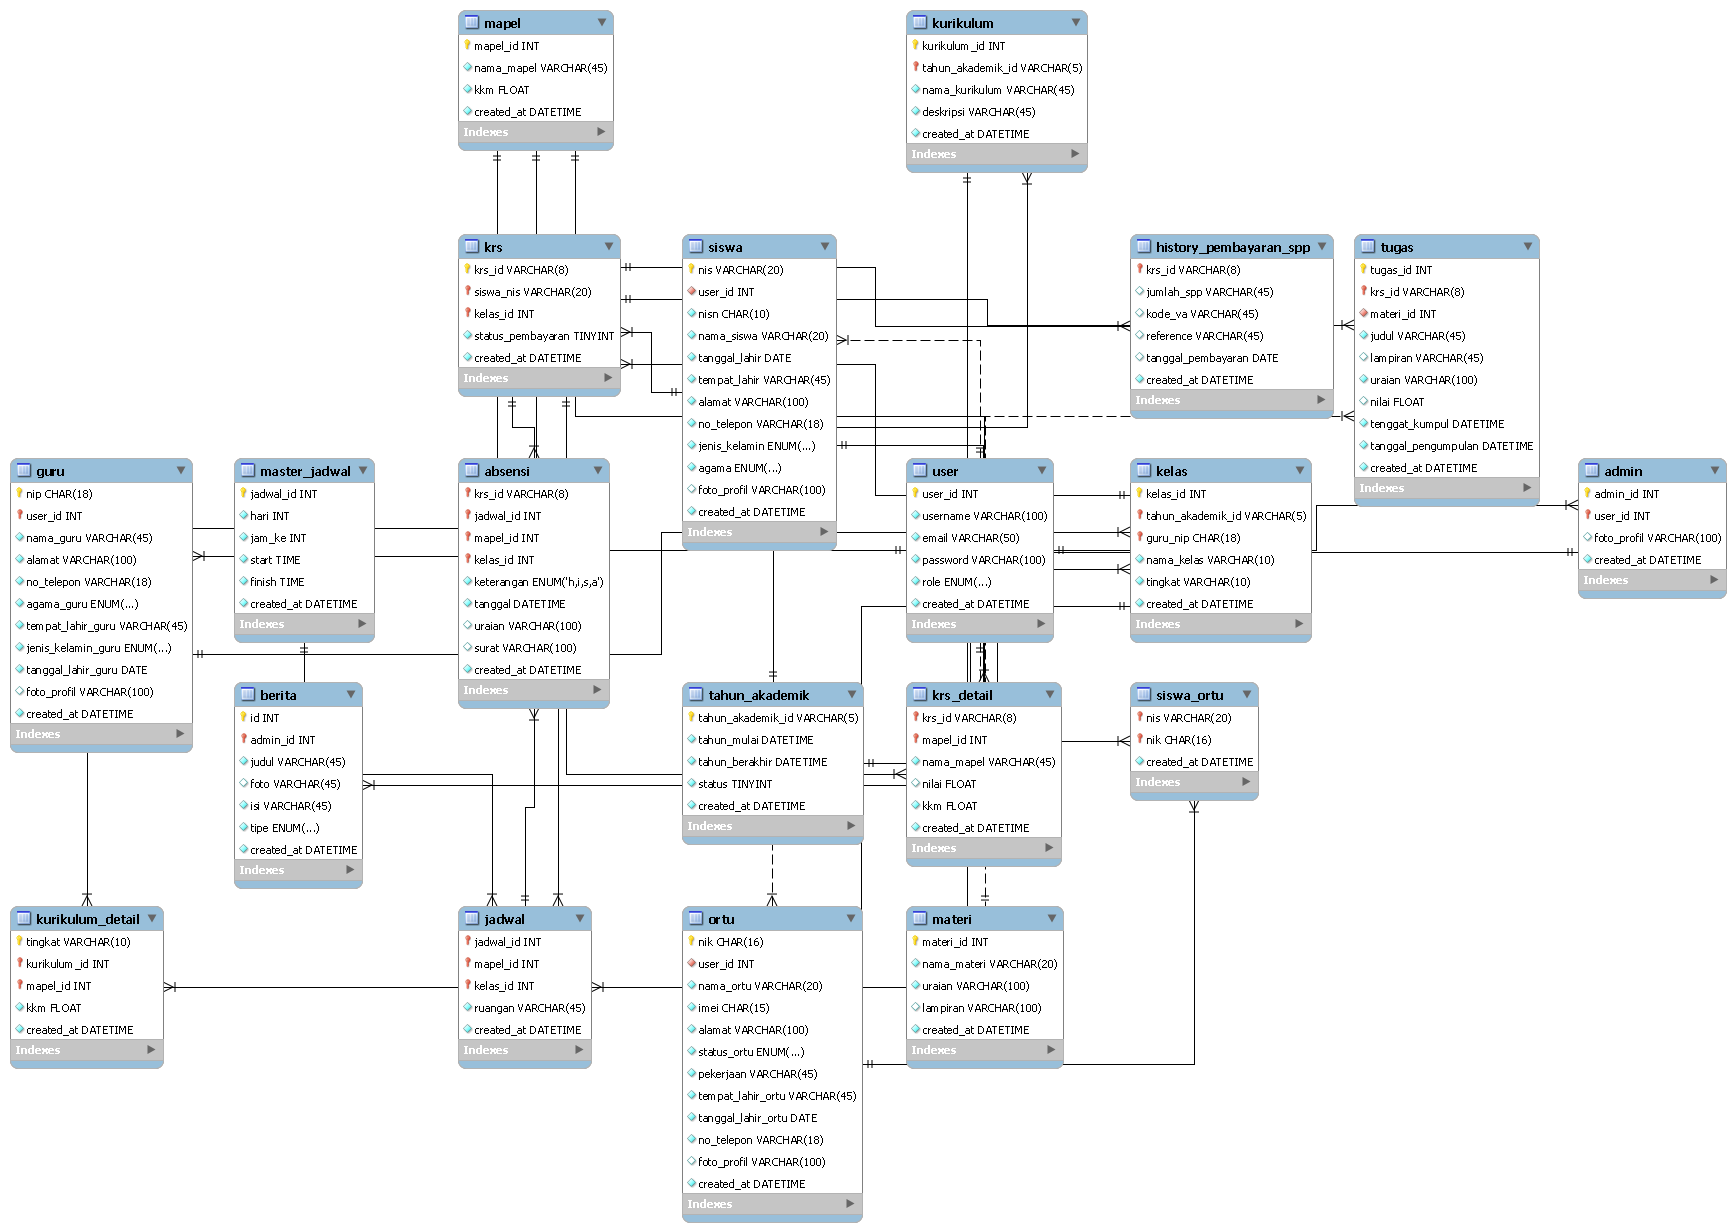 mapel
mapel_id INT
nama_mapel VARCHAR(45)
kkm FLOAT
created_at DATETIME
Indexes
kurikulum
kurikulum_id INT
tahun_akademik_id VARCHAR(5)
nama_kurikulum VARCHAR(45)
deskripsi VARCHAR(45)
created_at DATETIME
Indexes
krs
krs_id VARCHAR(8)
siswa_nis VARCHAR(20)
kelas_id INT
status_pembayaran TINYINT
created_at DATETIME
Indexes
siswa
nis VARCHAR(20)
user_id INT
nisn CHAR(10)
nama_siswa VARCHAR(20)
tanggal_lahir DATE
tempat_lahir VARCHAR(45)
alamat VARCHAR(100)
no_telepon VARCHAR(18)
jenis_kelamin ENUM(...)
agama ENUM(...)
foto_profil VARCHAR(100)
created_at DATETIME
Indexes
history_pembayaran_spp
krs_id VARCHAR(8)
jumlah_spp VARCHAR(45)
kode_va VARCHAR(45)
reference VARCHAR(45)
tanggal_pembayaran DATE
created_at DATETIME
Indexes
tugas
tugas_id INT
krs_id VARCHAR(8)
materi_id INT
judul VARCHAR(45)
lampiran VARCHAR(45)
uraian VARCHAR(100)
nilai FLOAT
tenggat_kumpul DATETIME
tanggal_pengumpulan DATETIME
created_at DATETIME
Indexes
guru
nip CHAR(18)
user_id INT
nama_guru VARCHAR(45)
alamat VARCHAR(100)
no_telepon VARCHAR(18)
agama_guru ENUM(...)
tempat_lahir_guru VARCHAR(45)
jenis_kelamin_guru ENUM(...)
tanggal_lahir_guru DATE
foto_profil VARCHAR(100)
created_at DATETIME
Indexes
master_jadwal
jadwal_id INT
hari INT
jam_ke INT
start TIME
finish TIME
created_at DATETIME
Indexes
absensi
krs_id VARCHAR(8)
jadwal_id INT
mapel_id INT
kelas_id INT
keterangan ENUM('h,i,s,a')
tanggal DATETIME
uraian VARCHAR(100)
surat VARCHAR(100)
created_at DATETIME
Indexes
user
user_id INT
username VARCHAR(100)
email VARCHAR(50)
password VARCHAR(100)
role ENUM(...)
created_at DATETIME
Indexes
kelas
kelas_id INT
tahun_akademik_id VARCHAR(5)
guru_nip CHAR(18)
nama_kelas VARCHAR(10)
tingkat VARCHAR(10)
created_at DATETIME
Indexes
admin
admin_id INT
user_id INT
foto_profil VARCHAR(100)
created_at DATETIME
Indexes
berita
id INT
admin_id INT
judul VARCHAR(45)
foto VARCHAR(45)
isi VARCHAR(45)
tipe ENUM(...)
created_at DATETIME
Indexes
tahun_akademik
tahun_akademik_id VARCHAR(5)
tahun_mulai DATETIME
tahun_berakhir DATETIME
status TINYINT
created_at DATETIME
Indexes
krs_detail
krs_id VARCHAR(8)
mapel_id INT
nama_mapel VARCHAR(45)
nilai FLOAT
kkm FLOAT
created_at DATETIME
Indexes
siswa_ortu
nis VARCHAR(20)
nik CHAR(16)
created_at DATETIME
Indexes
kurikulum_detail
tingkat VARCHAR(10)
kurikulum_id INT
mapel_id INT
kkm FLOAT
created_at DATETIME
Indexes
jadwal
jadwal_id INT
mapel_id INT
kelas_id INT
ruangan VARCHAR(45)
created_at DATETIME
Indexes
ortu
nik CHAR(16)
user_id INT
nama_ortu VARCHAR(20)
imei CHAR(15)
alamat VARCHAR(100)
status_ortu ENUM(...)
pekerjaan VARCHAR(45)
tempat_lahir_ortu VARCHAR(45)
tanggal_lahir_ortu DATE
no_telepon VARCHAR(18)
foto_profil VARCHAR(100)
created_at DATETIME
Indexes
materi
materi_id INT
nama_materi VARCHAR(20)
uraian VARCHAR(100)
lampiran VARCHAR(100)
created_at DATETIME
Indexes